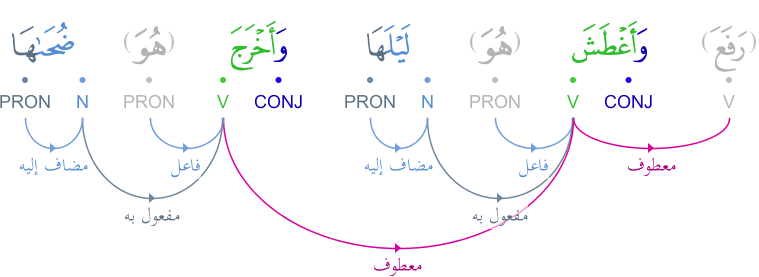 (رَفَعَ) وَأَغْطَشَ (هُوَ) لَيْلَهَا وَأَخْرَجَ (هُوَ) ضُحَىٰهَا
V CONJ V PRON N PRON CONJ V PRON N PRON
معطوف فاعل مضاف إليه فاعل مضاف إليه
مفعول به مفعول به
معطوف